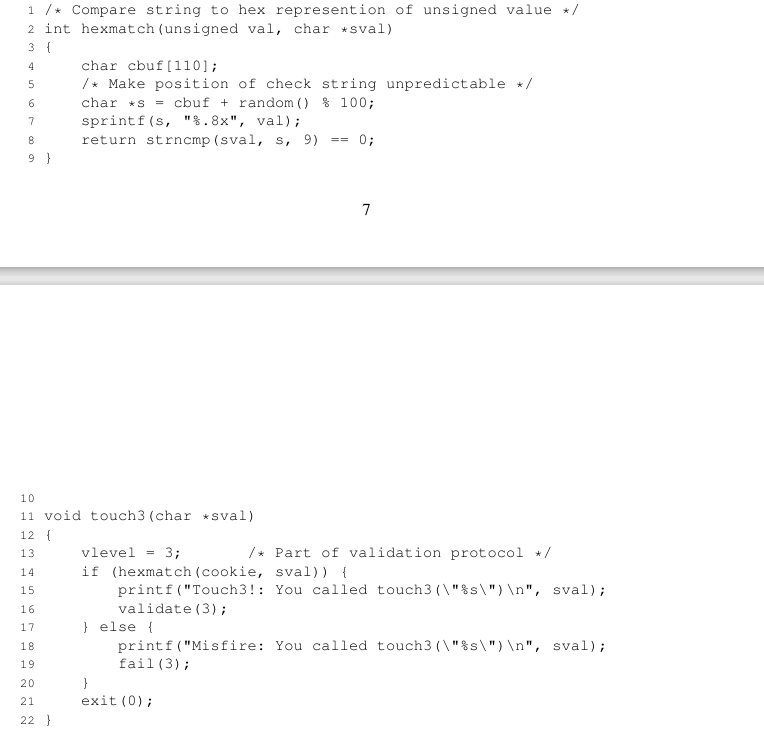 1 /* Compare string to hex represention of unsigned value */
2 int hexmatch(unsigned val, char *sval)
3 {
4     char cbuf[110];
5     /* Make position of check string unpredictable */
6     char *s = cbuf + random() % 100;
7     sprintf(s, "%.8x", val);
8     return strncmp(sval, s, 9) == 0;
9 }
7
10
11 void touch3(char *sval)
12 {
13     vlevel = 3;       /* Part of validation protocol */
14     if (hexmatch(cookie, sval)) {
15         printf("Touch3!: You called touch3(\"%s\")\n", sval);
16         validate(3);
17     } else {
18         printf("Misfire: You called touch3(\"%s\")\n", sval);
19         fail(3);
20     }
21     exit(0);
22 }